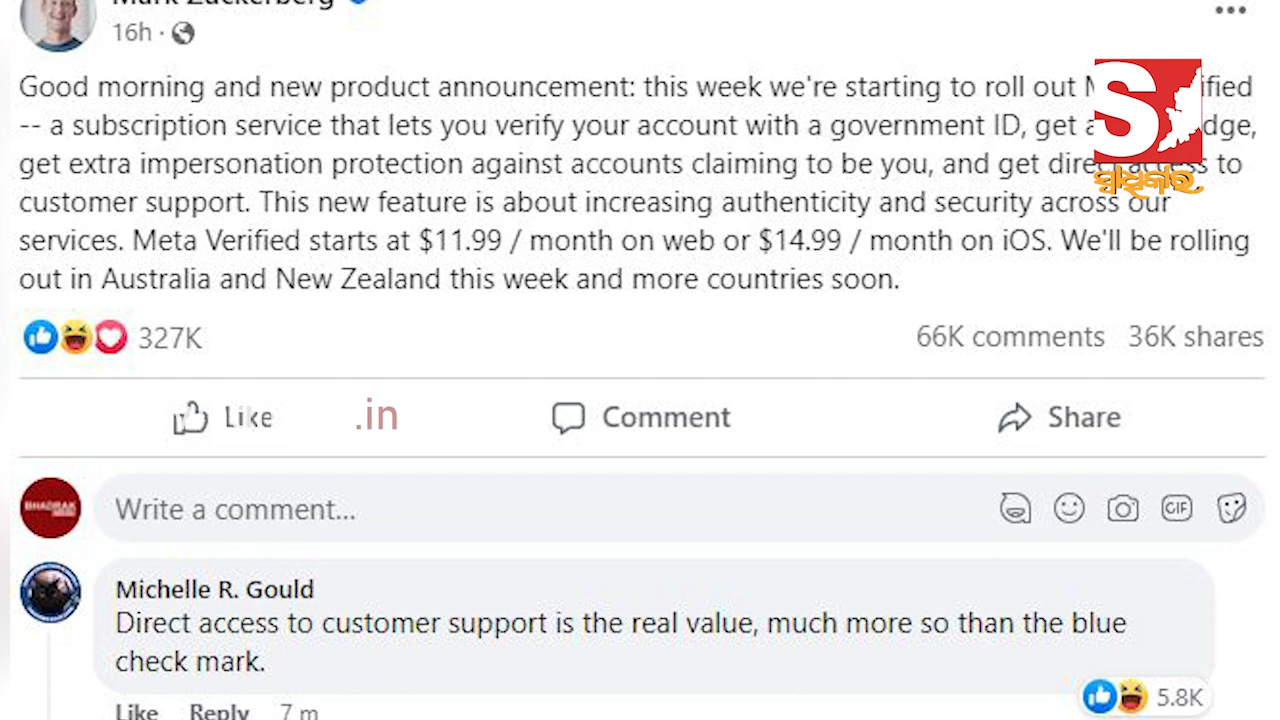 Mark Zuckerberg
16h ·
Good morning and new product announcement: this week we're starting to roll out
-- a subscription service that lets you verify your account with a government ID, get
get extra impersonation protection against accounts claiming to be you, and get direct access to
customer support. This new feature is about increasing authenticity and security across our
services. Meta Verified starts at $11.99 / month on web or $14.99 / month on iOS. We'll be rolling
out in Australia and New Zealand this week and more countries soon.
ସ୍ୱାଧିକାର
327K 66K comments 36K shares
Like .in Comment Share
BHADRAK
Write a comment...
GIF
Michelle R. Gould
Direct access to customer support is the real value, much more so than the blue
check mark.
5.8K
Like Reply 7 m